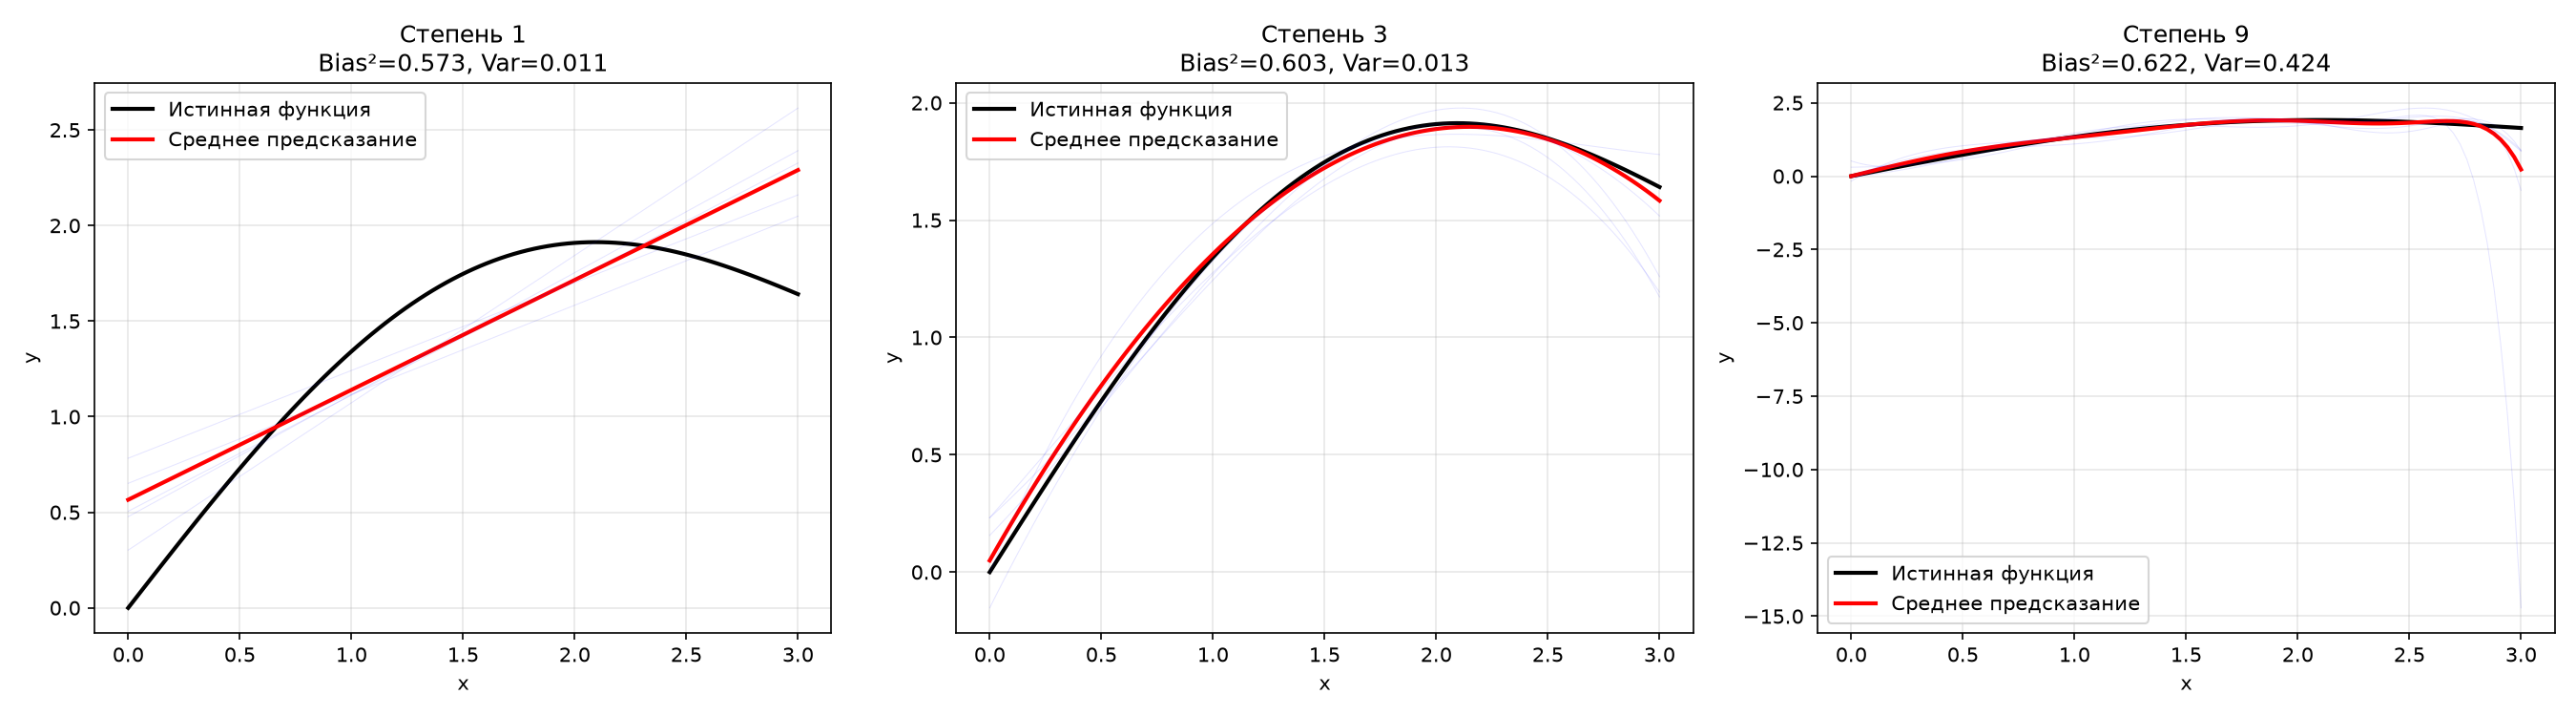 Степень 1
Bias²=0.573, Var=0.011
Истинная функция
Среднее предсказание
2.5
2.0
1.5
1.0
0.5
0.0
y
0.0 0.5 1.0 1.5 2.0 2.5 3.0
x
Степень 3
Bias²=0.603, Var=0.013
Истинная функция
Среднее предсказание
2.0
1.5
1.0
0.5
0.0
y
0.0 0.5 1.0 1.5 2.0 2.5 3.0
x
Степень 9
Bias²=0.622, Var=0.424
2.5
0.0
−2.5
−5.0
−7.5
−10.0
−12.5
−15.0
y
Истинная функция
Среднее предсказание
0.0 0.5 1.0 1.5 2.0 2.5 3.0
x